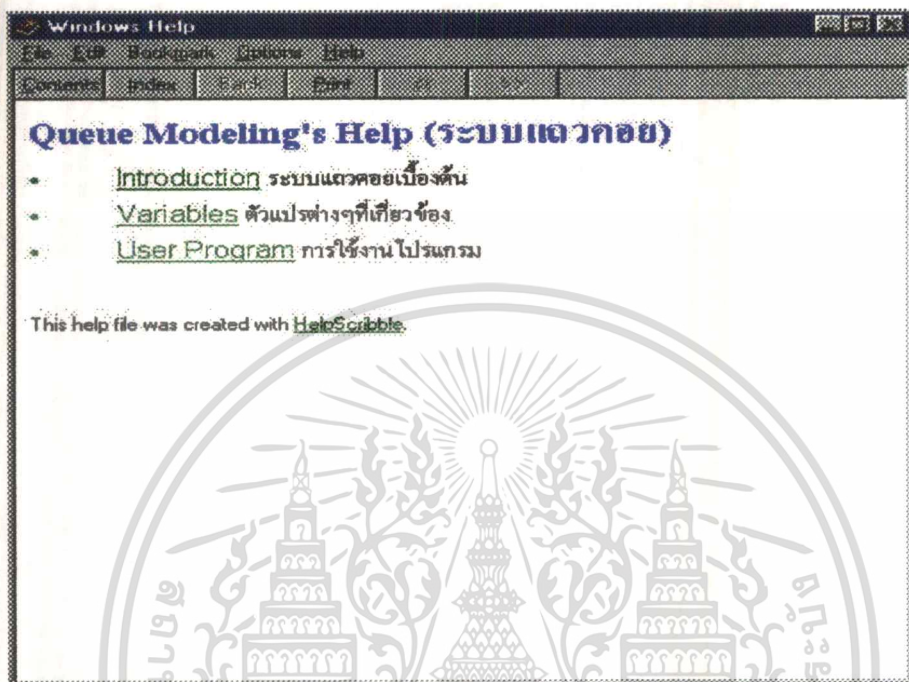 Windows Help
File Edit Bookmark Options Help
Contents Index Back Print << >>
Queue Modeling's Help (ระบบแถวคอย)
Introduction ระบบแถวคอยเบื้องต้น
Variables ตัวแปรต่างๆที่เกี่ยวข้อง
User Program การใช้งานโปรแกรม
This help file was created with HelpScribble.